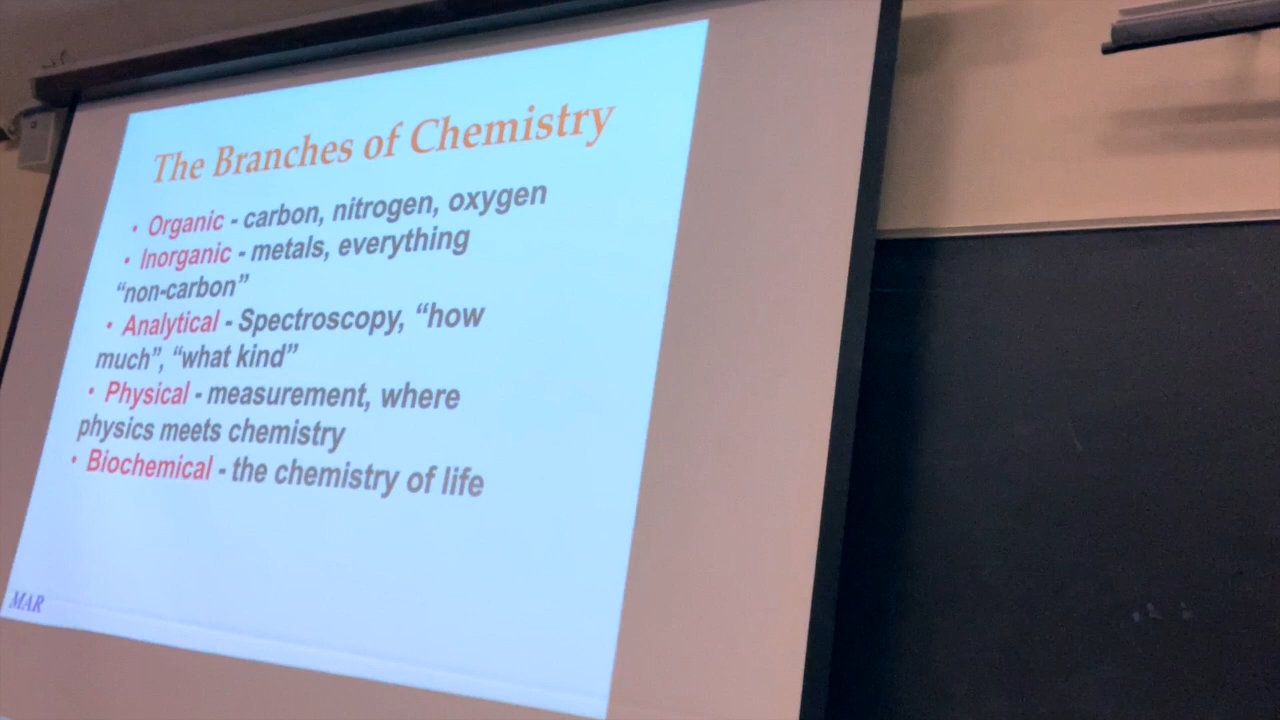 The Branches of Chemistry
• Organic - carbon, nitrogen, oxygen
• Inorganic - metals, everything
“non-carbon”
• Analytical - Spectroscopy, “how
much”, “what kind”
• Physical - measurement, where
physics meets chemistry
• Biochemical - the chemistry of life
MAR